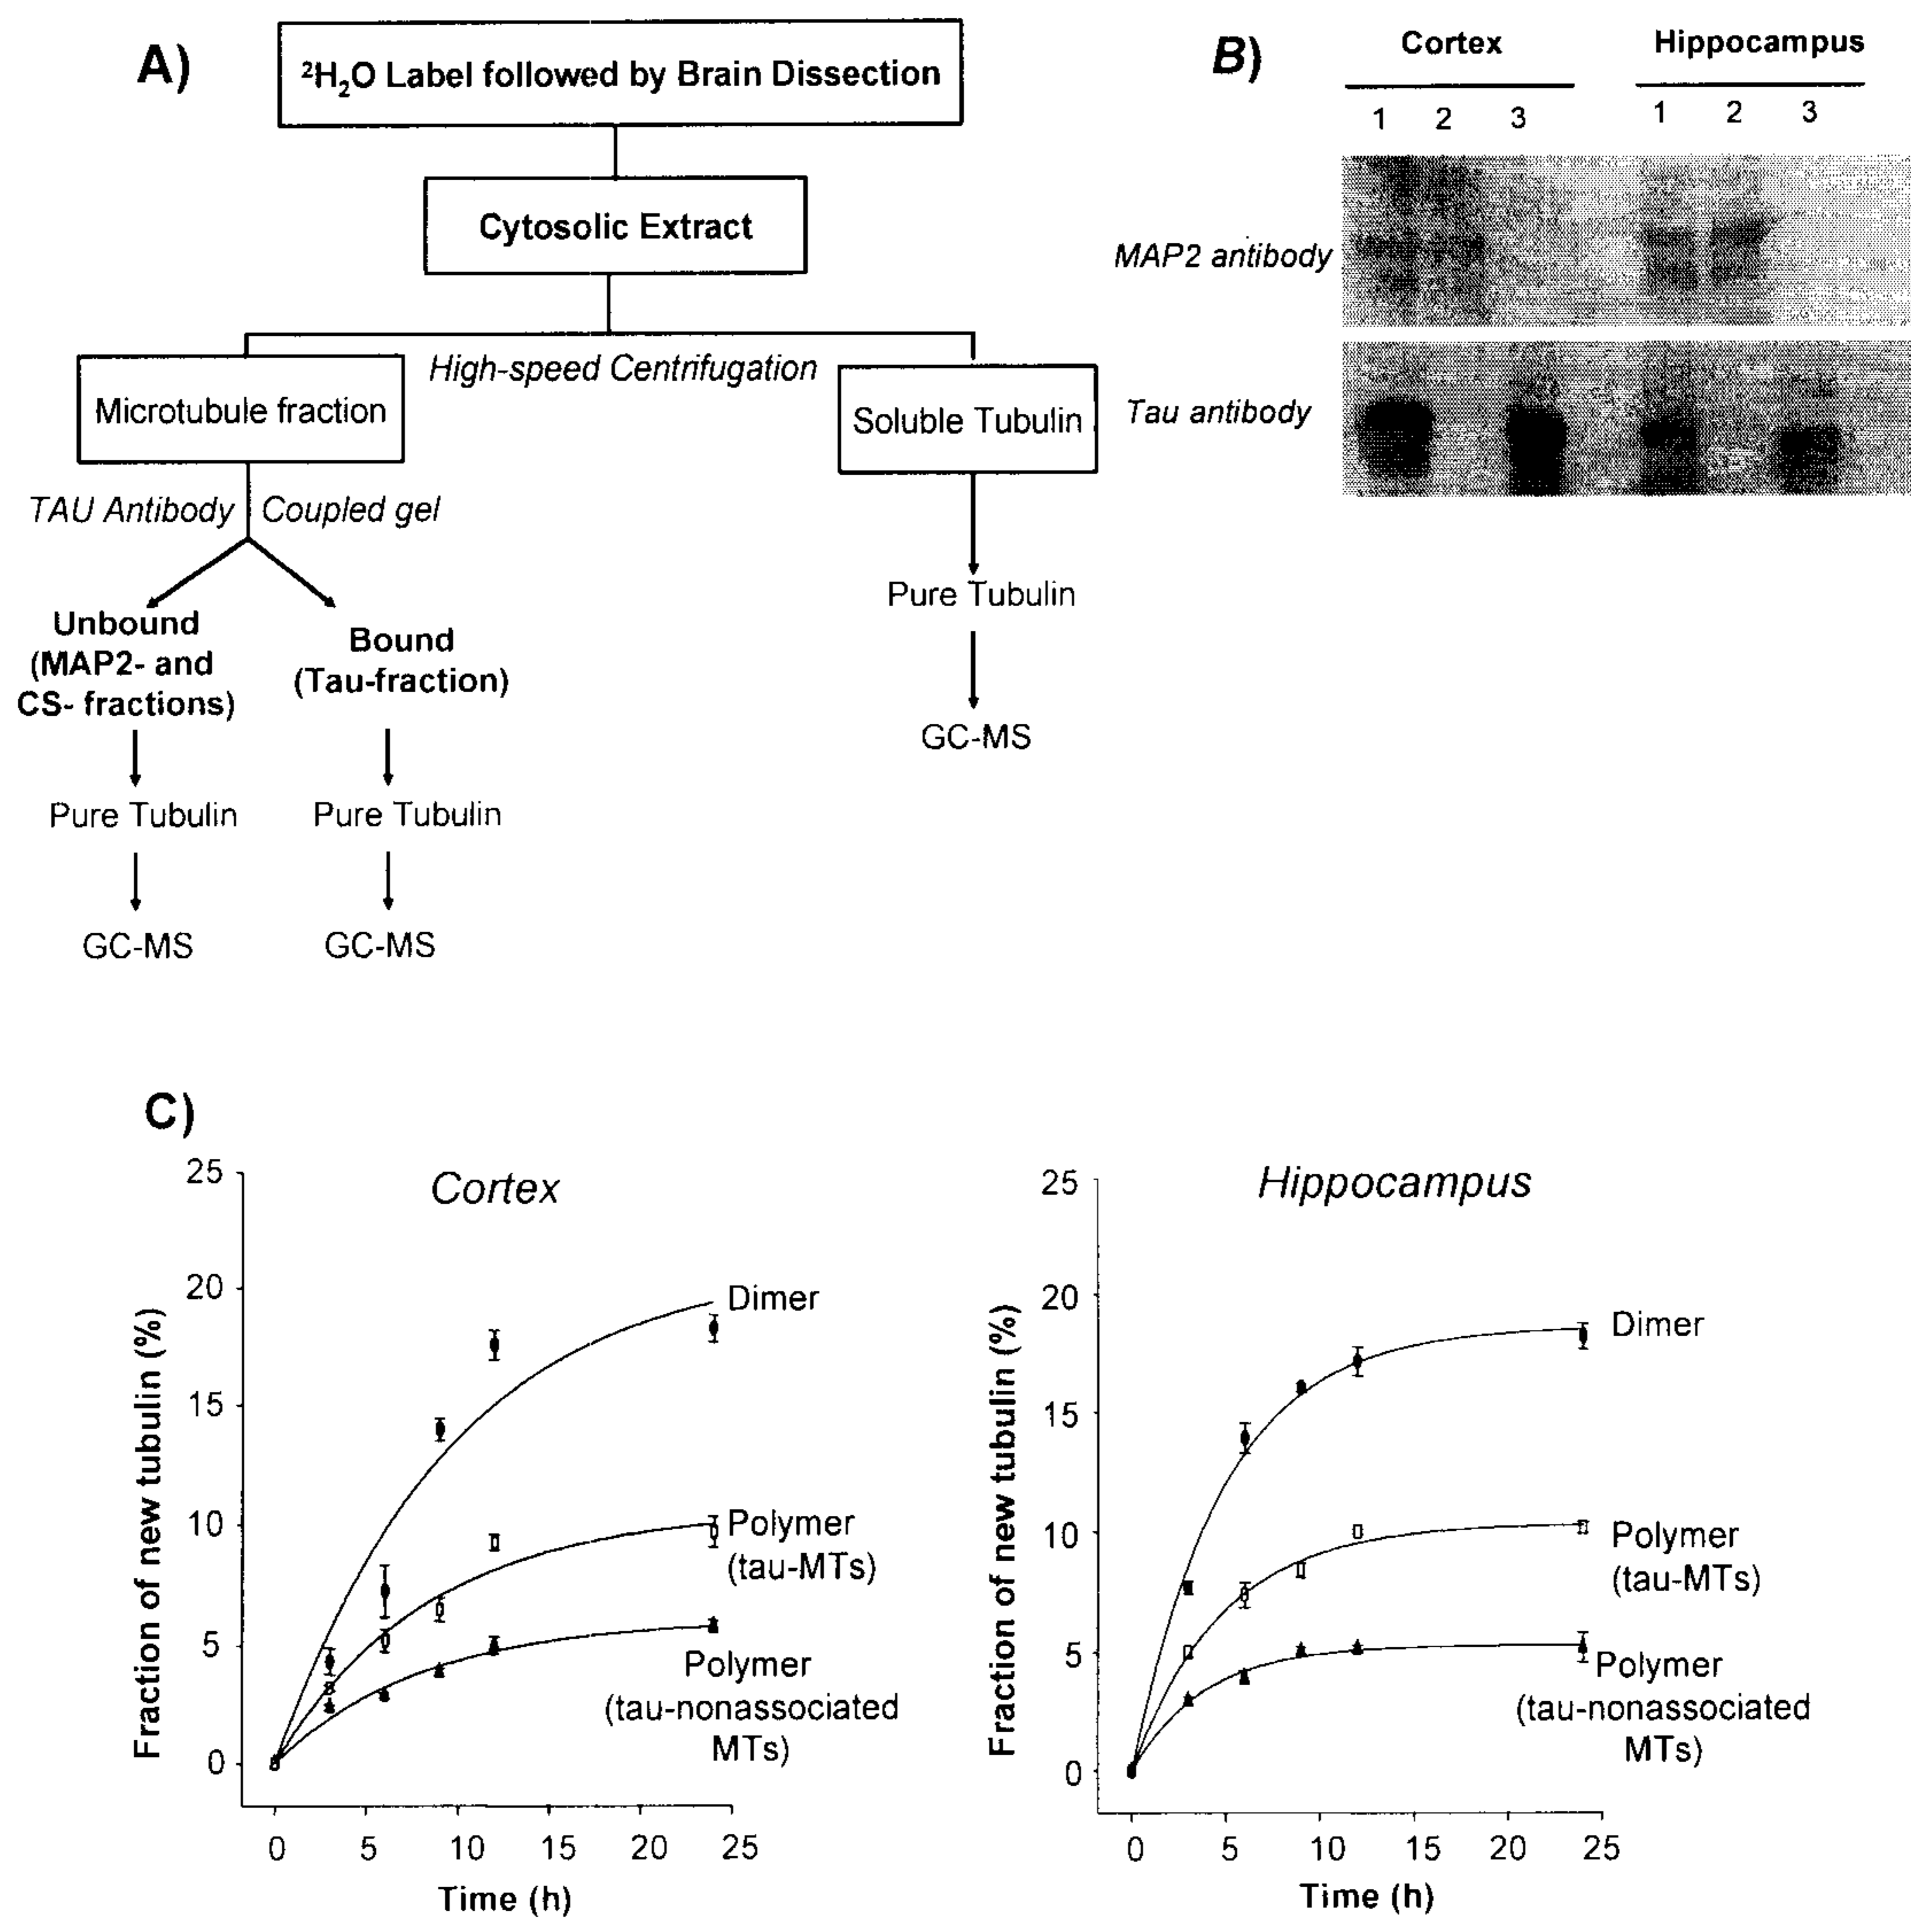 A)
²H₂O Label followed by Brain Dissection
Cytosolic Extract
High-speed Centrifugation
Microtubule fraction
Soluble Tubulin
TAU Antibody Coupled gel
Unbound
(MAP2- and
CS- fractions)
Bound
(Tau-fraction)
Pure Tubulin
GC-MS
Pure Tubulin
Pure Tubulin
GC-MS
GC-MS
B)
Cortex
Hippocampus
1 2 3
1 2 3
MAP2 antibody
Tau antibody
C)
Cortex
Fraction of new tubulin (%)
25
20
15
10
5
0
Dimer
Polymer
(tau-MTs)
Polymer
(tau-nonassociated
MTs)
0 5 10 15 20 25
Time (h)
Hippocampus
Fraction of new tubulin (%)
25
20
15
10
5
0
Dimer
Polymer
(tau-MTs)
Polymer
(tau-nonassociated
MTs)
0 5 10 15 20 25
Time (h)